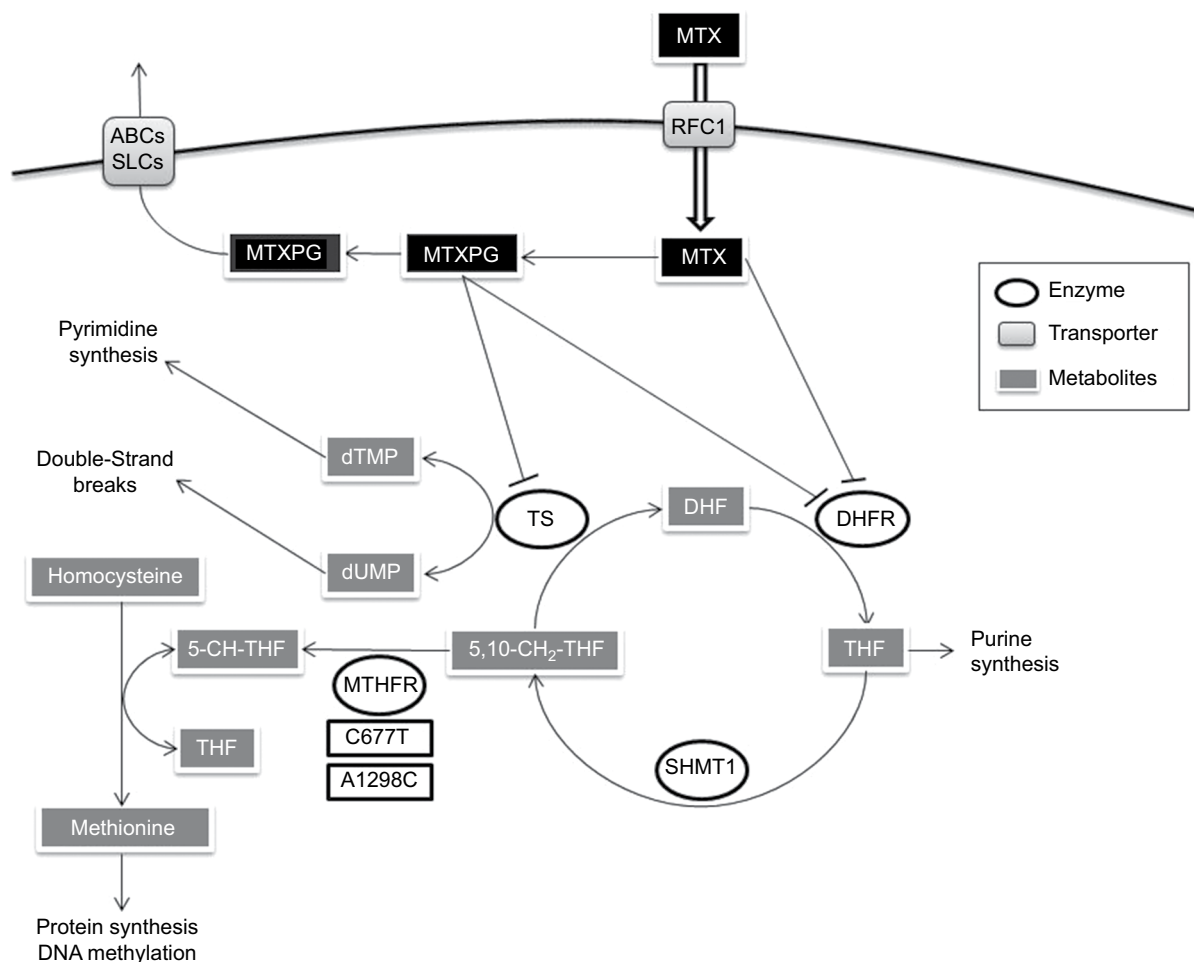 MTX
RFC1
ABCs
SLCs
MTXPG
MTXPG
MTX
Enzyme
Transporter
Metabolites
Pyrimidine
synthesis
dTMP
Double-Strand
breaks
dUMP
TS
DHF
DHFR
Homocysteine
5-CH-THF
5,10-CH₂-THF
THF
Purine
synthesis
MTHFR
C677T
A1298C
THF
SHMT1
Methionine
Protein synthesis
DNA methylation